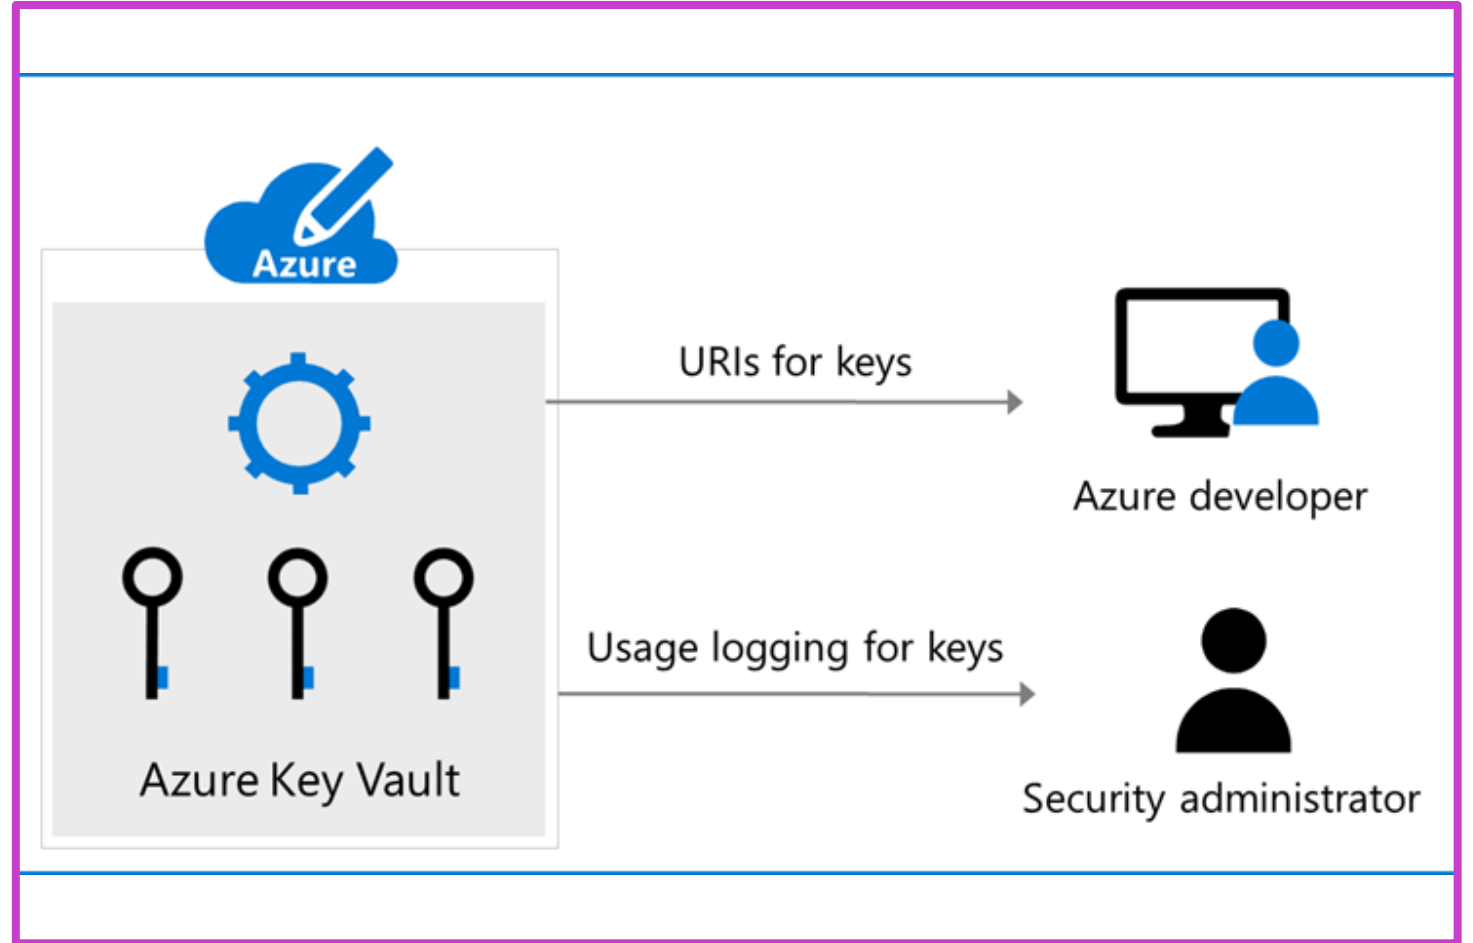 Azure
URIs for keys
Azure developer
Usage logging for keys
Azure Key Vault
Security administrator